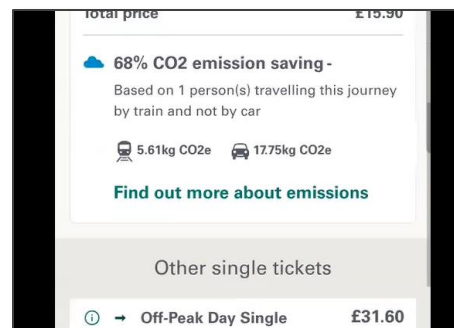 Total price £15.90
68% CO2 emission saving -
Based on 1 person(s) travelling this journey
by train and not by car
5.61kg CO2e 17.75kg CO2e
Find out more about emissions
Other single tickets
Off-Peak Day Single £31.60